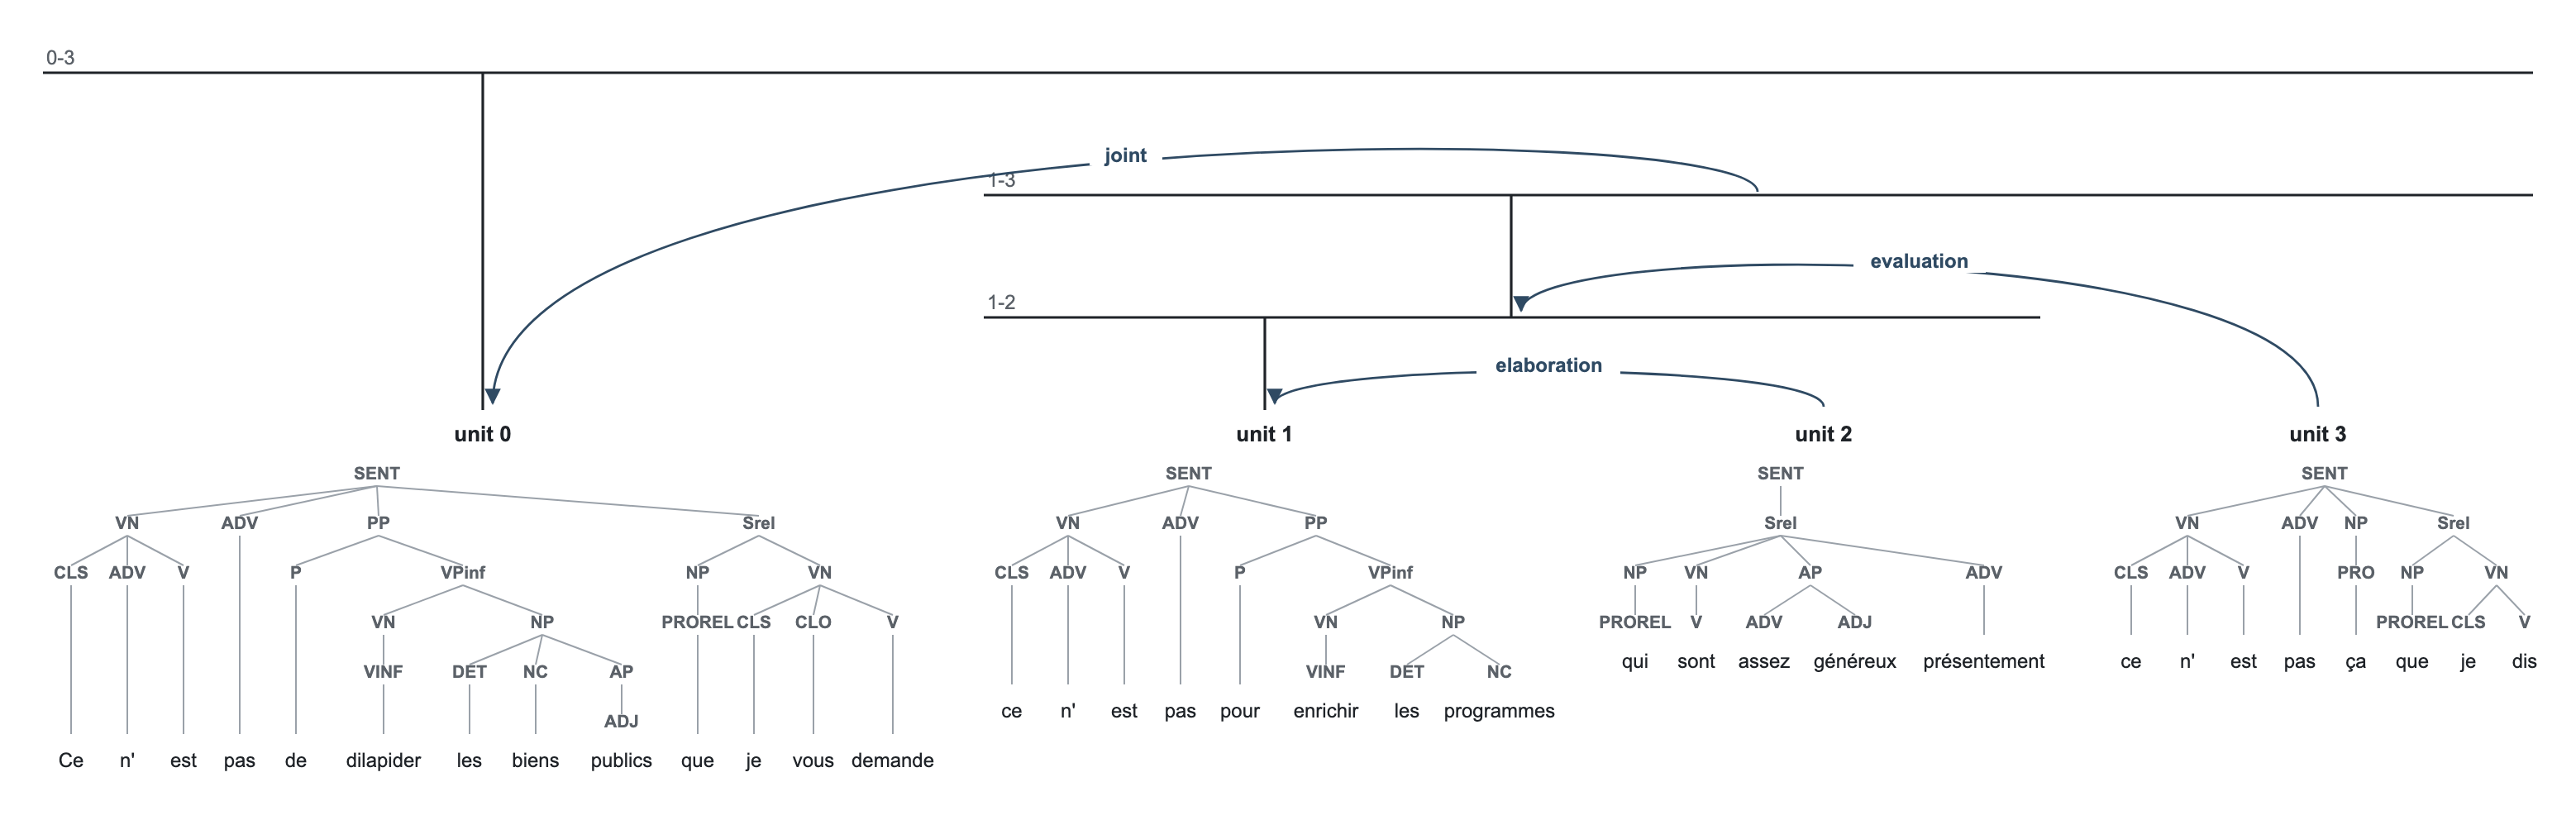 0-3
joint
1-3
evaluation
1-2
elaboration
unit 0 unit 1 unit 2 unit 3
SENT SENT SENT SENT
VN ADV PP Srel VN ADV PP Srel VN ADV NP Srel
CLS ADV V P VPinf NP VN CLS ADV V P VPinf NP VN AP ADV CLS ADV V PRO NP VN
VN NP PROREL CLS CLO V VN NP PROREL V ADV ADJ PROREL CLS V
qui sont assez généreux présentement ce n' est pas ça que je dis
VINF DET NC AP VINF DET NC
ce n' est pas pour enrichir les programmes
ADJ
Ce n' est pas de dilapider les biens publics que je vous demande